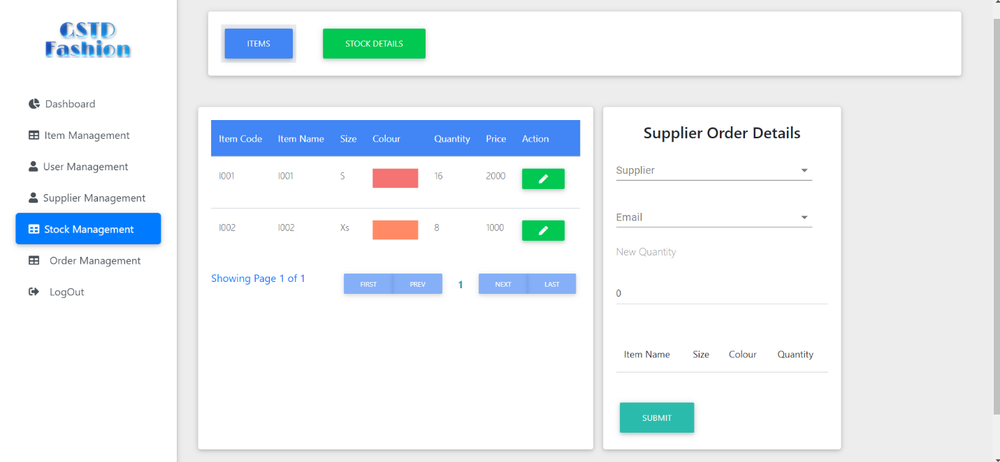 GSTD
Fashion
Dashboard
Item Management
User Management
Supplier Management
Stock Management
Order Management
LogOut
ITEMS STOCK DETAILS
Item Code Item Name Size Colour Quantity Price Action
I001 I001 S 16 2000
I002 I002 Xs 8 1000
Showing Page 1 of 1 FIRST PREV 1 NEXT LAST
Supplier Order Details
Supplier
Email
New Quantity
0
Item Name Size Colour Quantity
SUBMIT